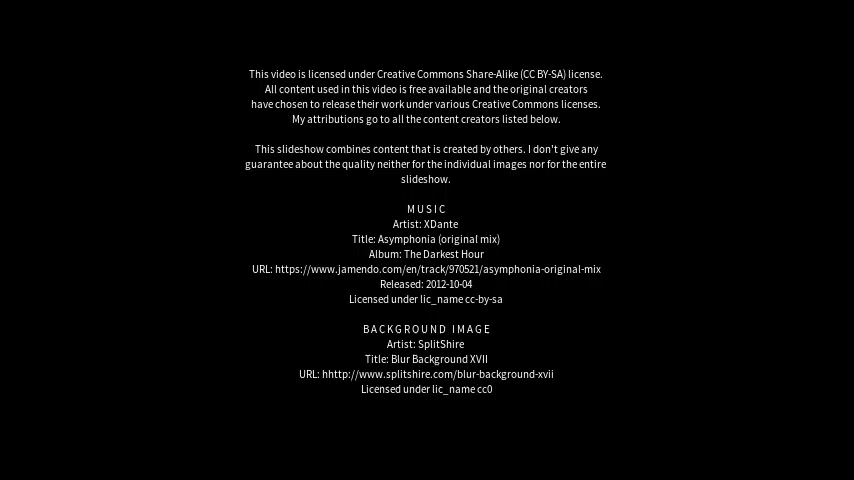 This video is licensed under Creative Commons Share-Alike (CC BY-SA) license.
All content used in this video is free available and the original creators
have chosen to release their work under various Creative Commons licenses.
My attributions go to all the content creators listed below.
This slideshow combines content that is created by others. I don't give any
guarantee about the quality neither for the individual images nor for the entire
slideshow.
MUSIC
Artist: XDante
Title: Asymphonia (original mix)
Album: The Darkest Hour
URL: https://www.jamendo.com/en/track/970521/asymphonia-original-mix
Released: 2012-10-04
Licensed under lic_name cc-by-sa
BACKGROUND IMAGE
Artist: SplitShire
Title: Blur Background XVII
URL: hhttp://www.splitshire.com/blur-background-xvii
Licensed under lic_name cc0